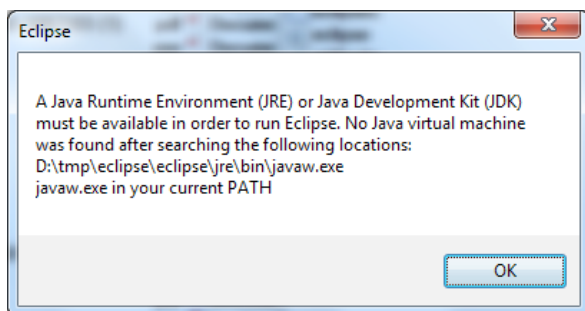 Eclipse
A Java Runtime Environment (JRE) or Java Development Kit (JDK)
must be available in order to run Eclipse. No Java virtual machine
was found after searching the following locations:
D:\tmp\eclipse\eclipse\jre\bin\javaw.exe
javaw.exe in your current PATH
OK